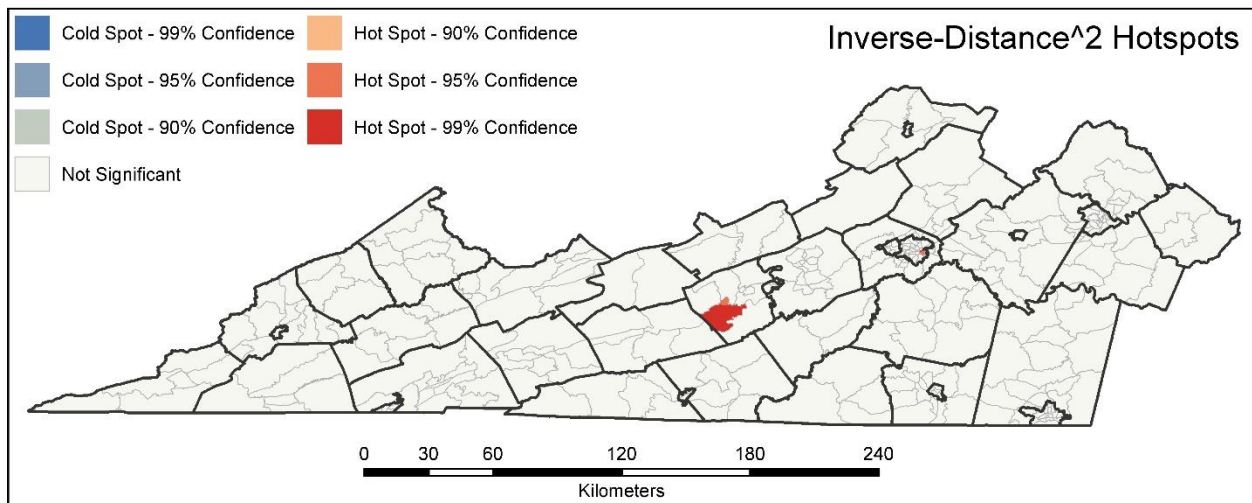 Inverse-Distance^2 Hotspots
Cold Spot - 99% Confidence
Hot Spot - 90% Confidence
Cold Spot - 95% Confidence
Hot Spot - 95% Confidence
Cold Spot - 90% Confidence
Hot Spot - 99% Confidence
Not Significant
0 30 60 120 180 240
Kilometers